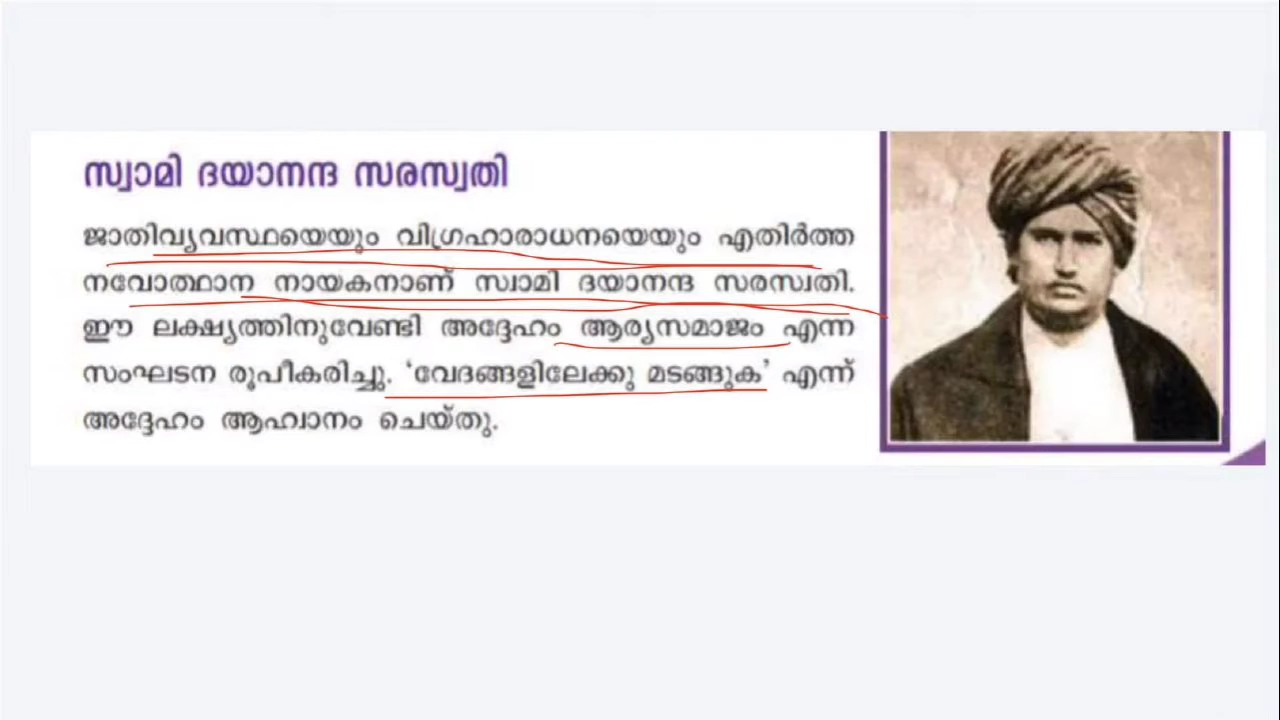 സ്വാമി ദയാനന്ദ സരസ്വതി
ജാതിവ്യവസ്ഥയെയും വിഗ്രഹാരാധനയെയും എതിർത്ത
നവോത്ഥാന നായകനാണ് സ്വാമി ദയാനന്ദ സരസ്വതി.
ഈ ലക്ഷ്യത്തിനുവേണ്ടി അദ്ദേഹം ആര്യസമാജം എന്ന
സംഘടന രൂപീകരിച്ചു. ‘വേദങ്ങളിലേക്കു മടങ്ങുക’ എന്ന്
അദ്ദേഹം ആഹ്വാനം ചെയ്തു.